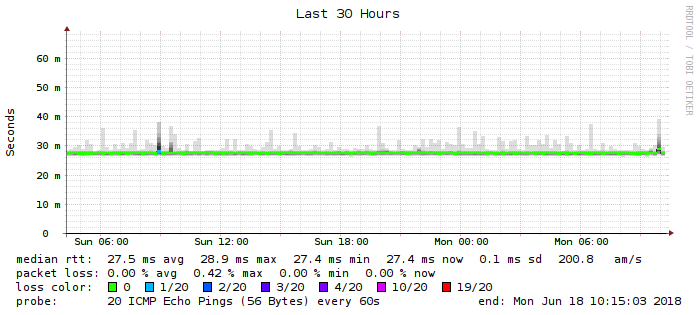 Last 30 Hours
RRDTOOL / TOBI OETIKER
Seconds
60 m
50 m
40 m
30 m
20 m
10 m
0
Sun 06:00 Sun 12:00 Sun 18:00 Mon 00:00 Mon 06:00
median rtt: 27.5 ms avg 28.9 ms max 27.4 ms min 27.4 ms now 0.1 ms sd 200.8 am/s
packet loss: 0.00 % avg 0.42 % max 0.00 % min 0.00 % now
loss color: 0 1/20 2/20 3/20 4/20 10/20 19/20
probe: 20 ICMP Echo Pings (56 Bytes) every 60s end: Mon Jun 18 10:15:03 2018